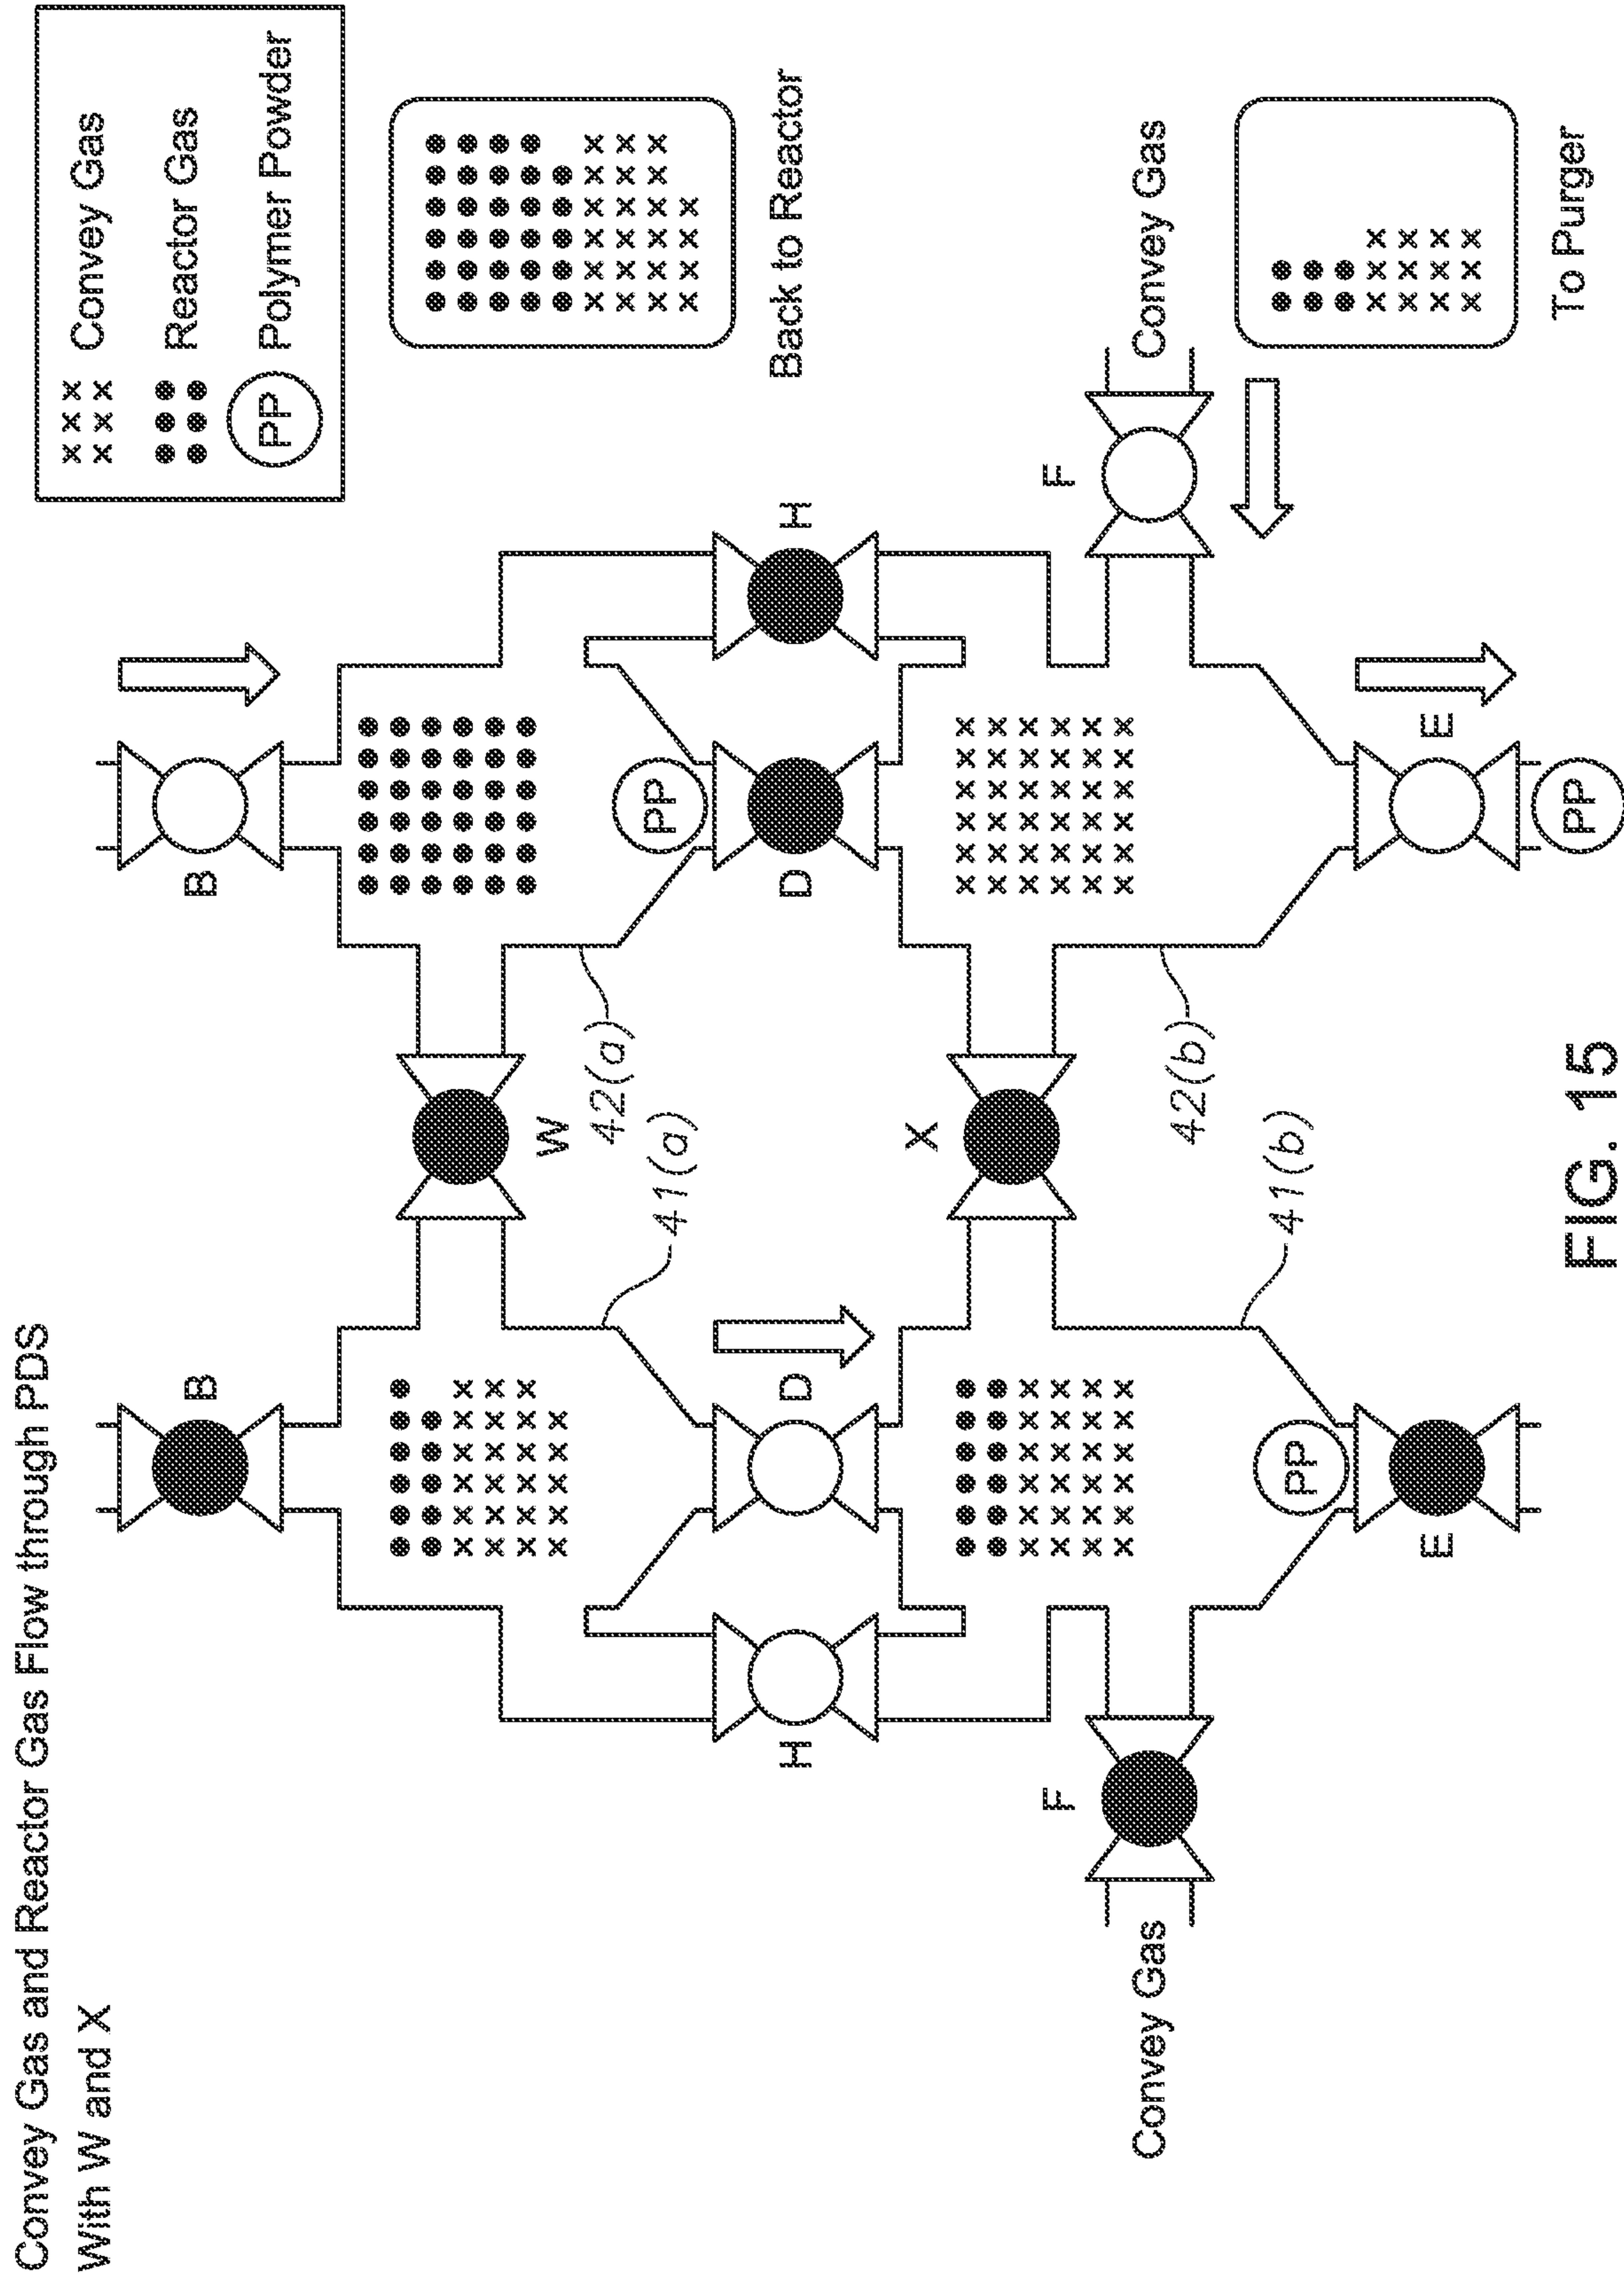 Convey Gas and Reactor Gas Flow through PDS
With W and X
x x x
x x x
Convey Gas
Reactor Gas
PP
Polymer Powder
B
B
W
42(a)
41(a)
PP
H
D
D
H
Back to Reactor
F
X
F
Convey Gas
Convey Gas
42(b)
41(b)
PP
E
E
PP
To Purger
FIG. 15